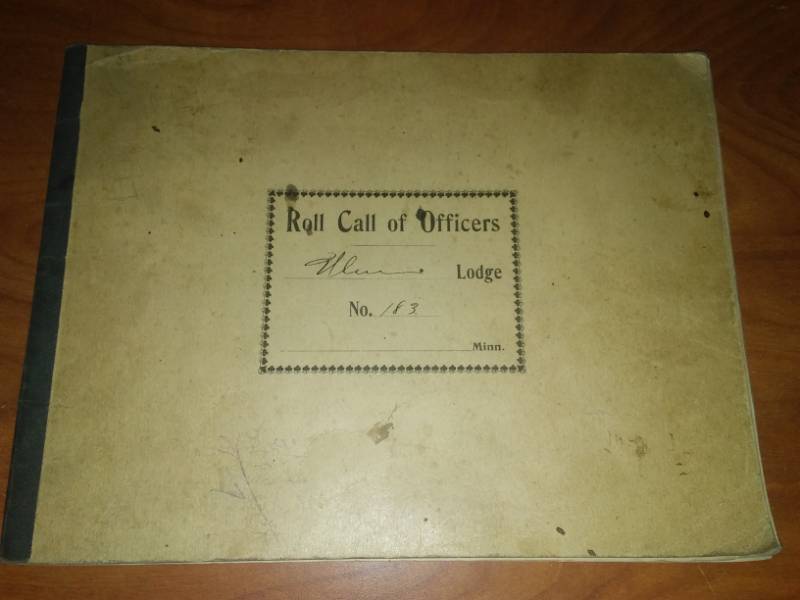 Roll Call of Officers
Lodge
No. 183
Minn.